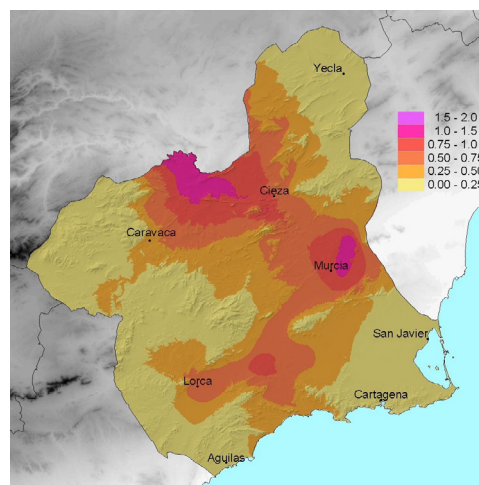 Yecla
1.5 - 2.0
1.0 - 1.5
0.75 - 1.0
0.50 - 0.75
0.25 - 0.50
0.00 - 0.25
Cieza
Caravaca
Murcia
San Javier
Lorca
Cartagena
Aguilas